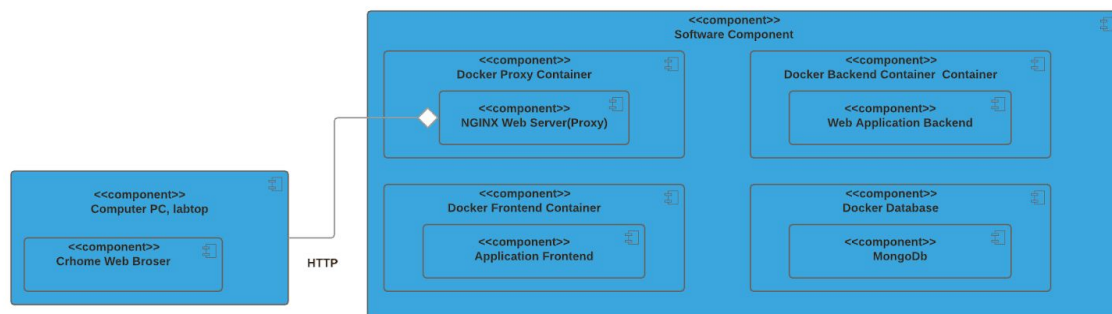 <<component>>
Software Component
<<component>>
Docker Proxy Container
<<component>>
NGINX Web Server(Proxy)
<<component>>
Docker Backend Container  Container
<<component>>
Web Application Backend
<<component>>
Computer PC, labtop
<<component>>
Crhome Web Broser
HTTP
<<component>>
Docker Frontend Container
<<component>>
Application Frontend
<<component>>
Docker Database
<<component>>
MongoDb